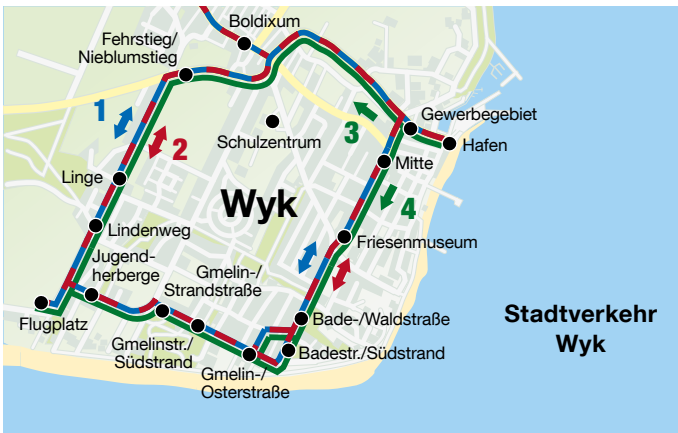 Boldixum
Fehrstieg/
Nieblumstieg
1
2
3
Gewerbegebiet
Hafen
Schulzentrum
Mitte
Linge
Wyk
4
Lindenweg
Friesenmuseum
Jugend-
herberge
Gmelin-/
Strandstraße
Flugplatz
Bade-/Waldstraße
Gmelinstr./
Südstrand
Badestr./Südstrand
Gmelin-/
Osterstraße
Stadtverkehr
Wyk